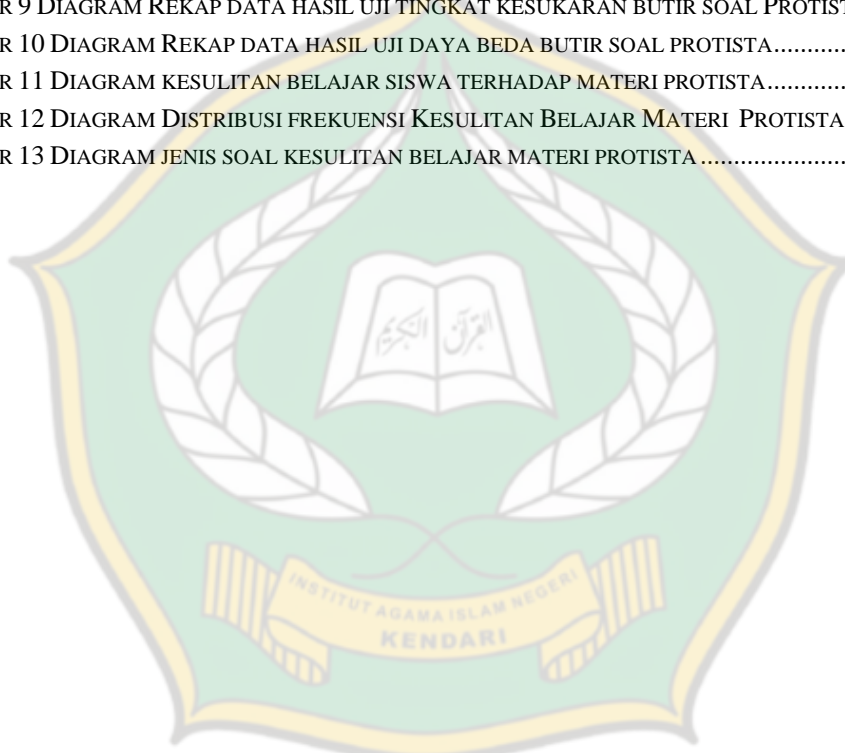 R 9 DIAGRAM REKAP DATA HASIL UJI TINGKAT KESUKARAN BUTIR SOAL PROTIST
R 10 DIAGRAM REKAP DATA HASIL UJI DAYA BEDA BUTIR SOAL PROTISTA............
R 11 DIAGRAM KESULITAN BELAJAR SISWA TERHADAP MATERI PROTISTA.............
R 12 DIAGRAM DISTRIBUSI FREKUENSI KESULITAN BELAJAR MATERI PROTISTA
R 13 DIAGRAM JENIS SOAL KESULITAN BELAJAR MATERI PROTISTA.......................
القرآن الكريم
INSTITUT AGAMA ISLAM NEGERI
KENDARI